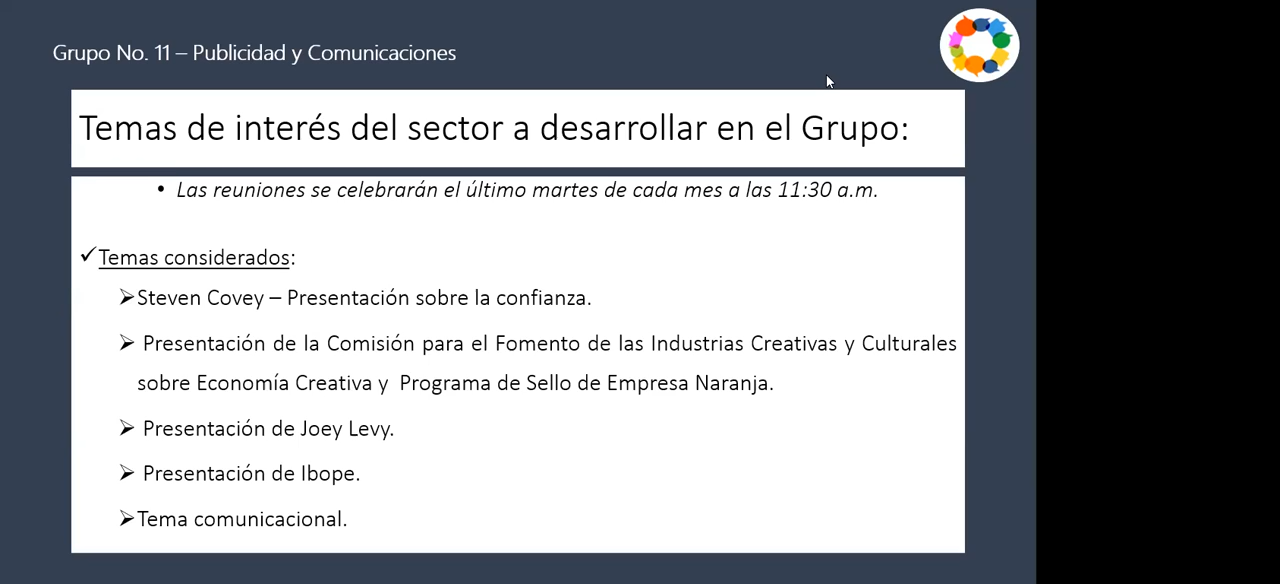 Grupo No. 11 – Publicidad y Comunicaciones
Temas de interés del sector a desarrollar en el Grupo:
• Las reuniones se celebrarán el último martes de cada mes a las 11:30 a.m.
✓Temas considerados:
➢Steven Covey – Presentación sobre la confianza.
➢ Presentación de la Comisión para el Fomento de las Industrias Creativas y Culturales
sobre Economía Creativa y  Programa de Sello de Empresa Naranja.
➢ Presentación de Joey Levy.
➢ Presentación de Ibope.
➢Tema comunicacional.